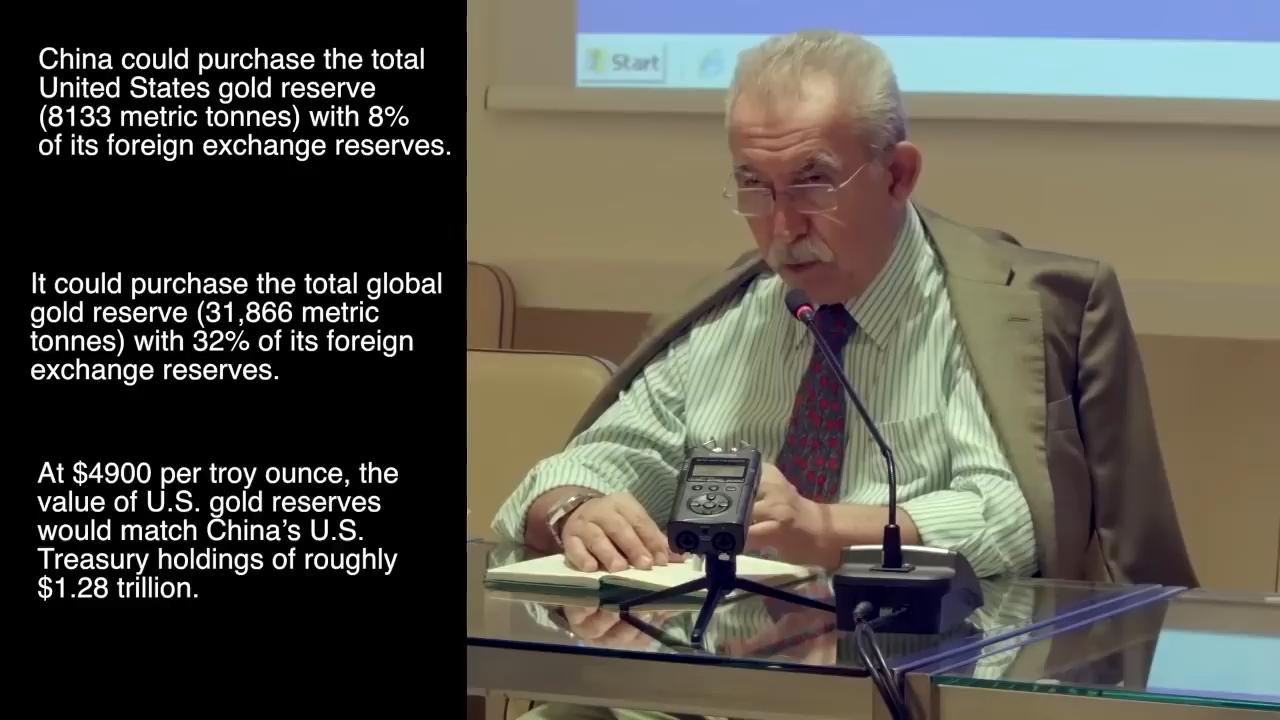 China could purchase the total
United States gold reserve
(8133 metric tonnes) with 8%
of its foreign exchange reserves.
It could purchase the total global
gold reserve (31,866 metric
tonnes) with 32% of its foreign
exchange reserves.
At $4900 per troy ounce, the
value of U.S. gold reserves
would match China’s U.S.
Treasury holdings of roughly
$1.28 trillion.
Start